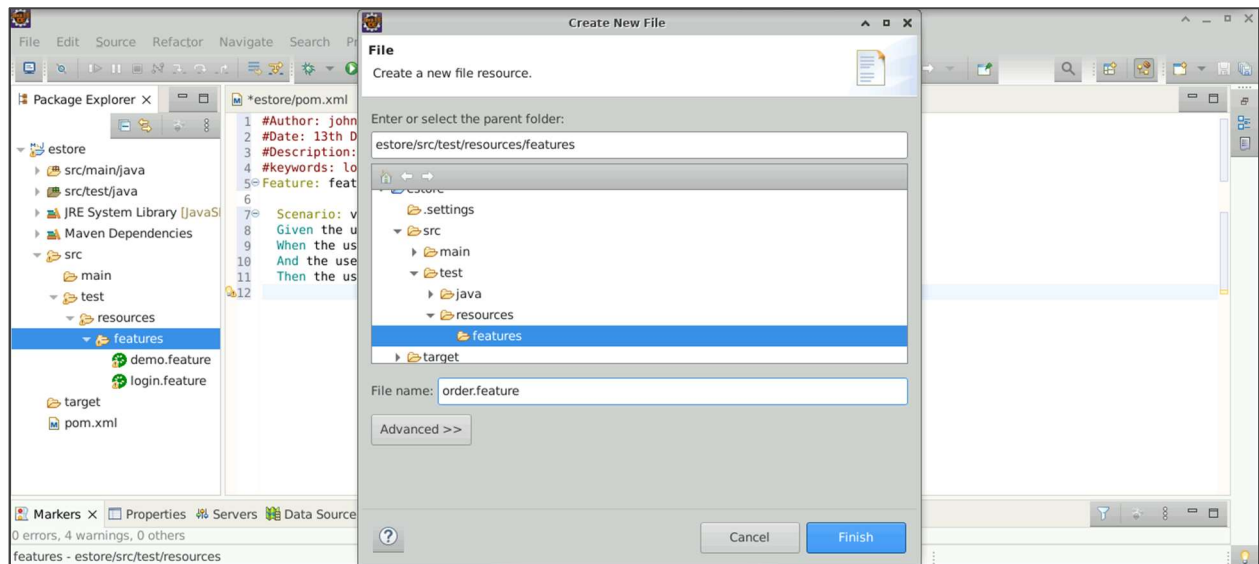 Create New File
File Edit Source Refactor Navigate Search
File
Create a new file resource.
Package Explorer
*estore/pom.xml
Enter or select the parent folder:
estore/src/test/resources/features
estore
src/main/java
src/test/java
JRE System Library [JavaS
Maven Dependencies
src
main
test
resources
features
demo.feature
login.feature
target
pom.xml
1 #Author: john
2 #Date: 13th D
3 #Description:
4 #keywords: lo
5 Feature: feat
6
7 Scenario: v
8 Given the u
9 When the us
10 And the use
11 Then the us
12
estore
.settings
src
main
test
java
resources
features
target
File name: order.feature
Advanced >>
Cancel Finish
Markers Properties Servers Data Source
0 errors, 4 warnings, 0 others
features - estore/src/test/resources